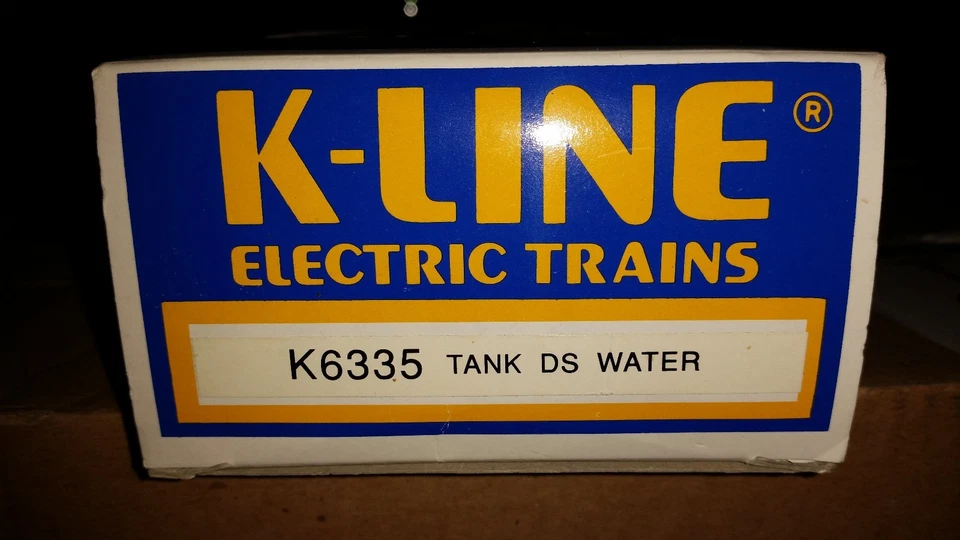 K-LINE ®
ELECTRIC TRAINS
K6335 TANK DS WATER